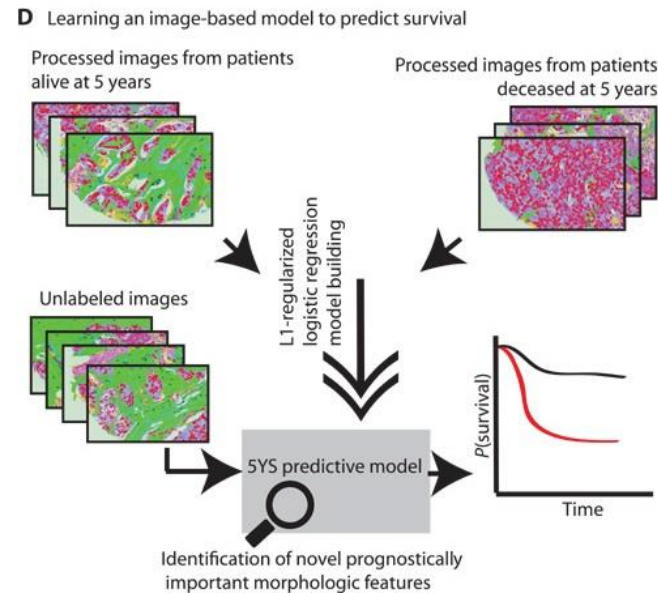 D Learning an image-based model to predict survival
Processed images from patients
alive at 5 years
Processed images from patients
deceased at 5 years
L1-regularized
logistic regression
model building
Unlabeled images
5YS predictive model
P(survival)
Time
Identification of novel prognostically
important morphologic features